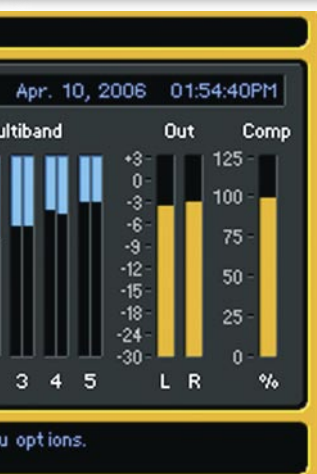 Apr. 10, 2006 01:54:40PM
ultiband Out Comp
+3 125
0
-3 100
-6
-9 75
-12
-15 50
-18
-24 25
-30 0
3 4 5 L R %
u options.